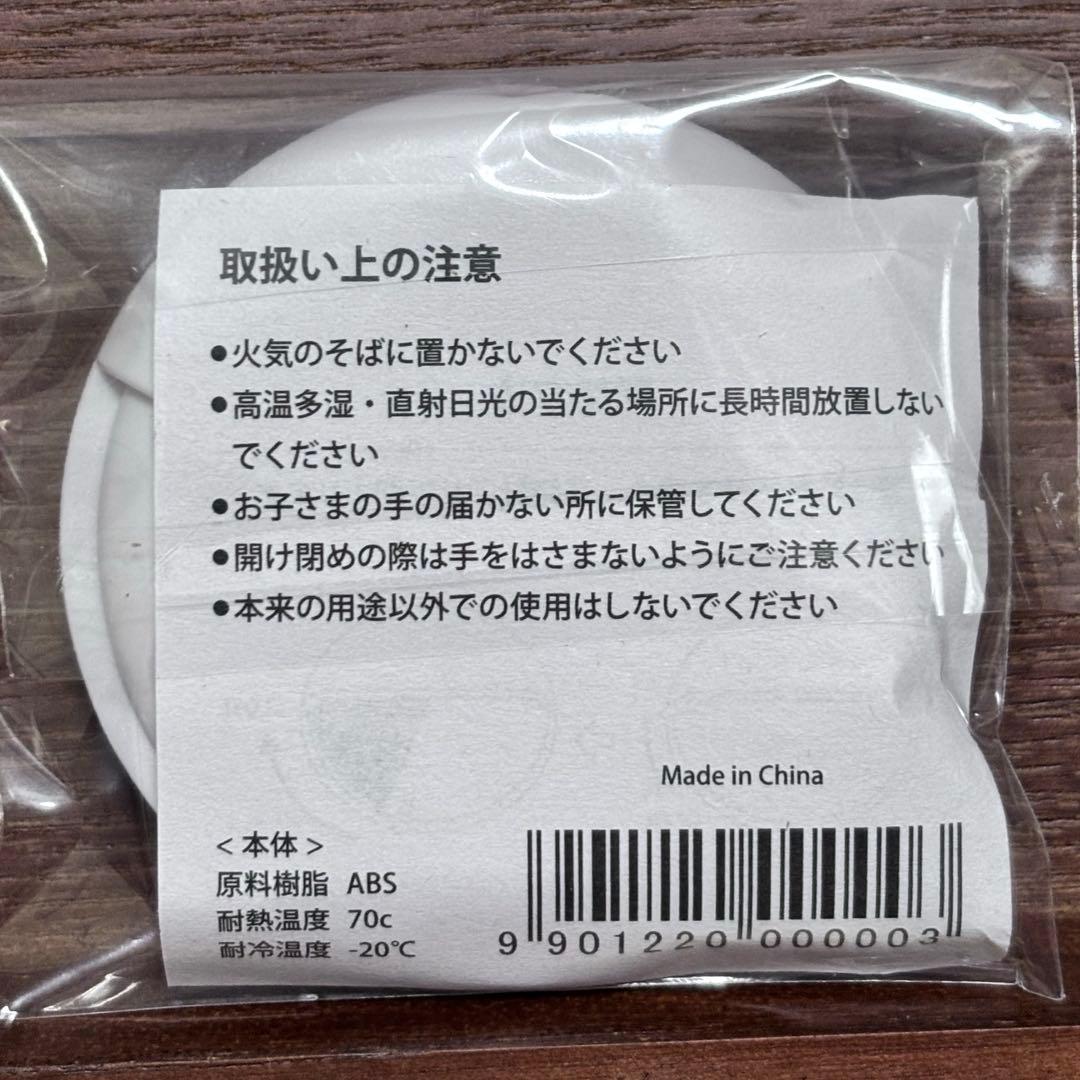 取扱い上の注意
●火気のそばに置かないでください
●高温多湿・直射日光の当たる場所に長時間放置しない
でください
●お子さまの手の届かない所に保管してください
●開け閉めの際は手をはさまないようにご注意ください
●本来の用途以外での使用はしないでください
Made in China
<本体>
原料樹脂 ABS
耐熱温度 70c
耐冷温度 -20℃
9 901220 000003